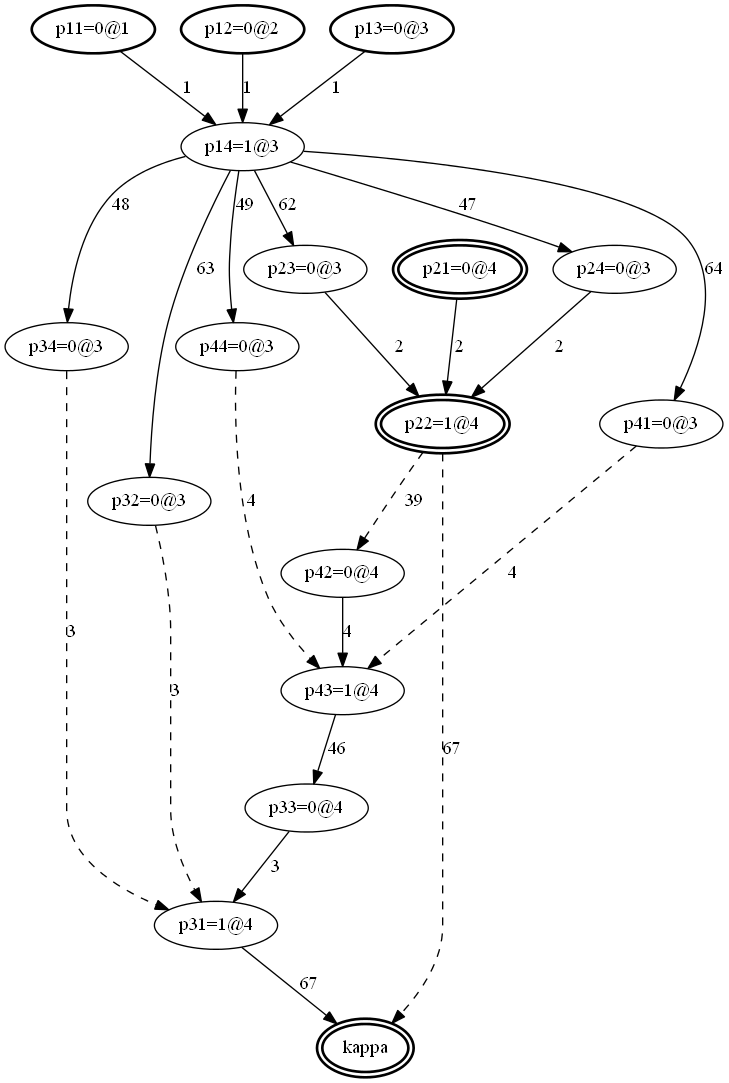 p11=0@1 p12=0@2 p13=0@3
1 1 1
p14=1@3
48 49 62 47
63 64
p23=0@3 p21=0@4 p24=0@3
p34=0@3 p44=0@3 2 2 2
p22=1@4 p41=0@3
p32=0@3 4 39
p42=0@4 4
3 4
3 p43=1@4
46 67
p33=0@4
3
p31=1@4
67
kappa